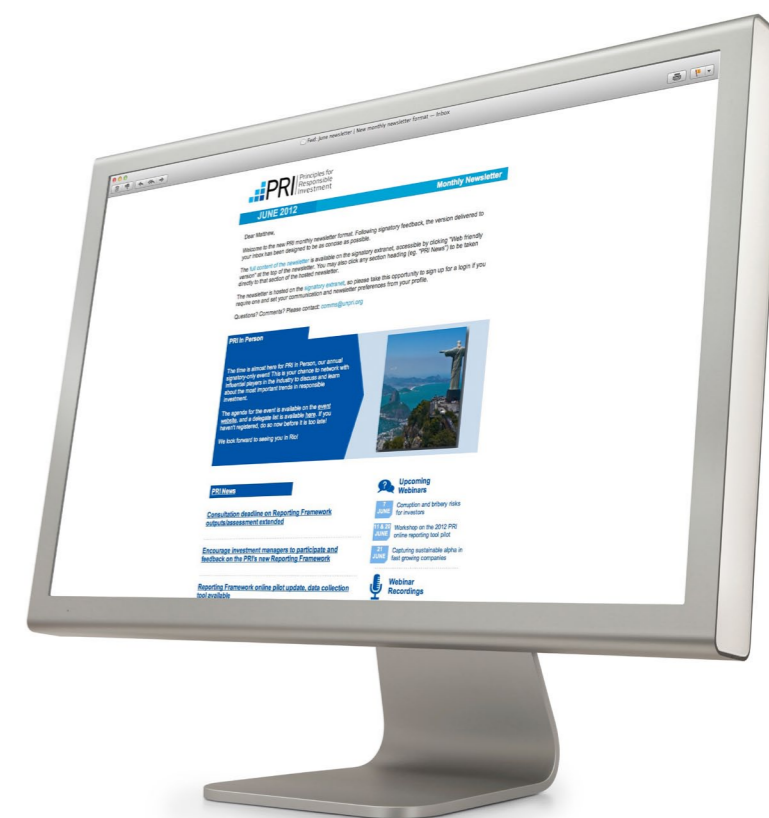 Fwd: June newsletter | New monthly newsletter format — Inbox
PRI
Principles for
Responsible
Investment
Monthly Newsletter
JUNE 2012
Dear Matthew,
Welcome to the new PRI monthly newsletter format. Following signatory feedback, the version delivered to
your inbox has been designed to be as concise as possible.
The full content of the newsletter is available on the signatory extranet, accessible by clicking "Web friendly
version" at the top of the newsletter. You may also click any section heading (eg. "PRI News") to be taken
directly to that section of the hosted newsletter.
The newsletter is hosted on the signatory extranet, so please take this opportunity to sign up for a login if you
require one and set your communication and newsletter preferences from your profile.
Questions? Comments? Please contact: comms@unpri.org
PRI in Person
The time is almost here for PRI in Person, our annual
signatory-only event! This is your chance to network with
influential players in the industry to discuss and learn
about the most important trends in responsible
investment.
The agenda for the event is available on the event
website, and a delegate list is available here. If you
haven't registered, do so now before it is too late!
We look forward to seeing you in Rio!
PRI News
Consultation deadline on Reporting Framework
outputs/assessment extended
Encourage investment managers to participate and
feedback on the PRI's new Reporting Framework
Reporting Framework online pilot update, data collection
tool available
?
Upcoming
Webinars
7
JUNE
Corruption and bribery risks
for investors
JUNE
Workshop on the 2012 PRI
online reporting tool pilot
21
JUNE
Capturing sustainable alpha in
fast growing companies
Webinar
Recordings